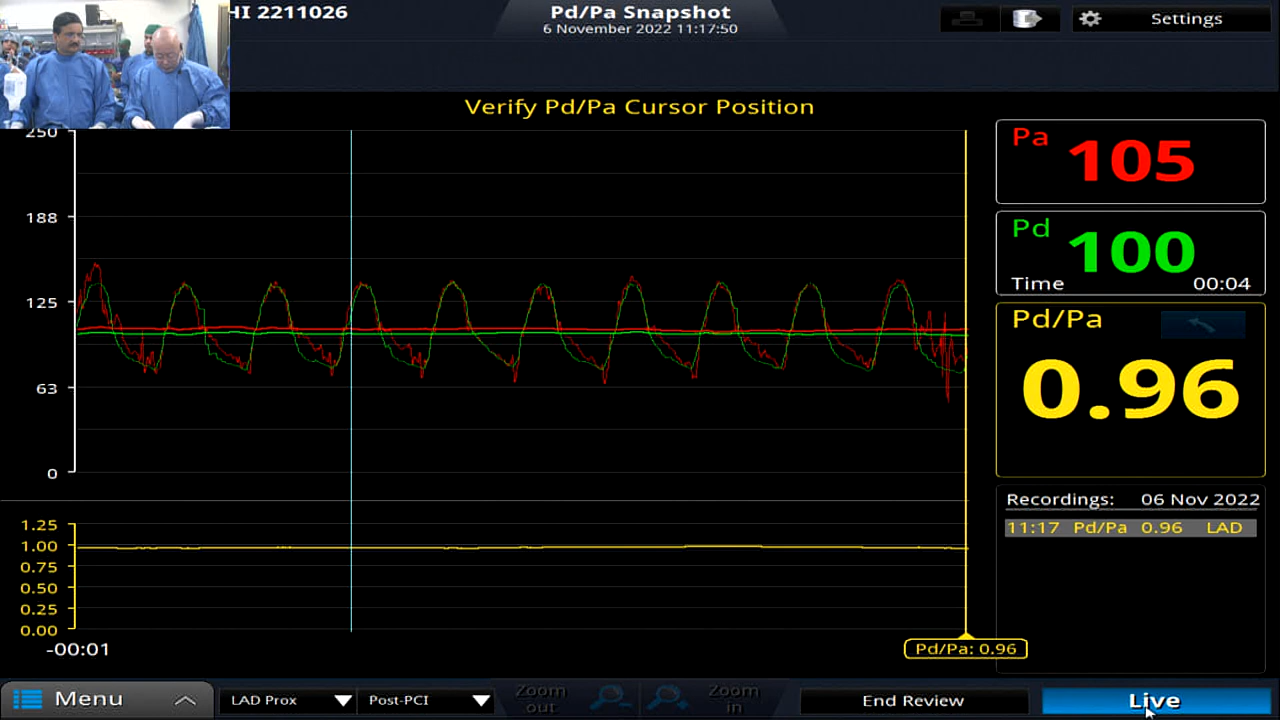 HI 2211026
Pd/Pa Snapshot
6 November 2022 11:17:50
Settings
Verify Pd/Pa Cursor Position
250
188
125
63
0
Pa 105
Pd 100
Time 00:04
Pd/Pa
0.96
Recordings: 06 Nov 2022
11:17 Pd/Pa 0.96 LAD
1.25
1.00
0.75
0.50
0.25
0.00
-00:01
Pd/Pa: 0.96
Menu
LAD Prox
Post-PCI
Zoom out
Zoom in
End Review
Live